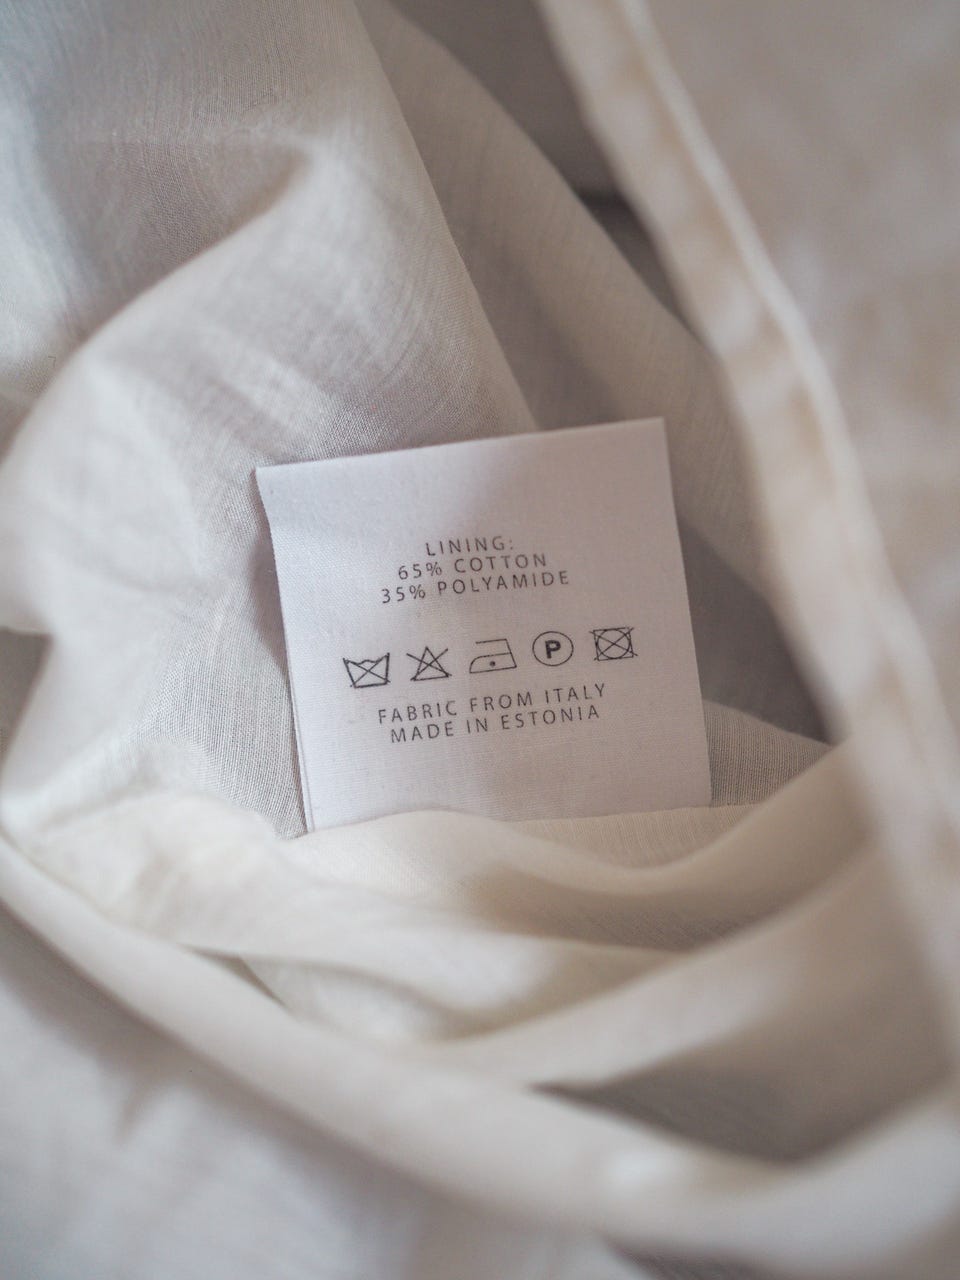 LINING:
65% COTTON
35% POLYAMIDE
P
FABRIC FROM ITALY
MADE IN ESTONIA